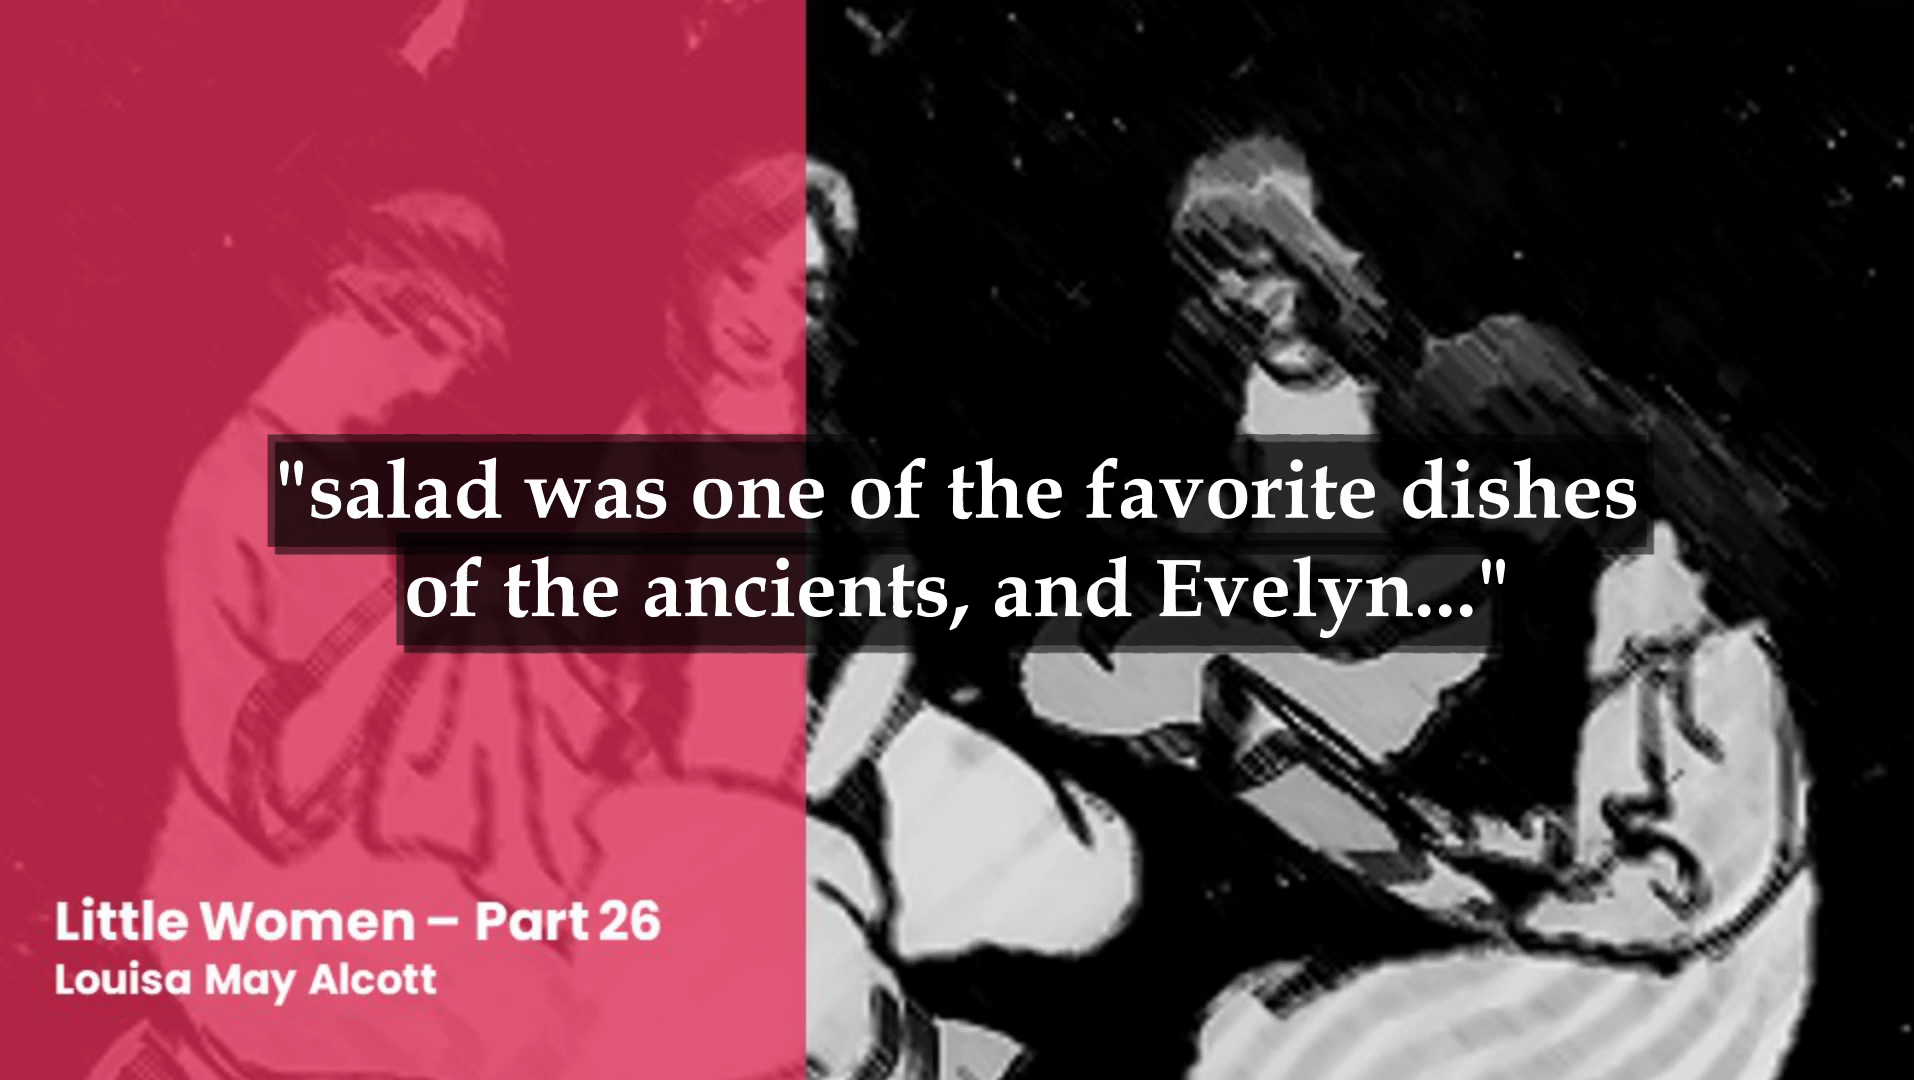 "salad was one of the favorite dishes
of the ancients, and Evelyn..."
Little Women – Part 26
Louisa May Alcott